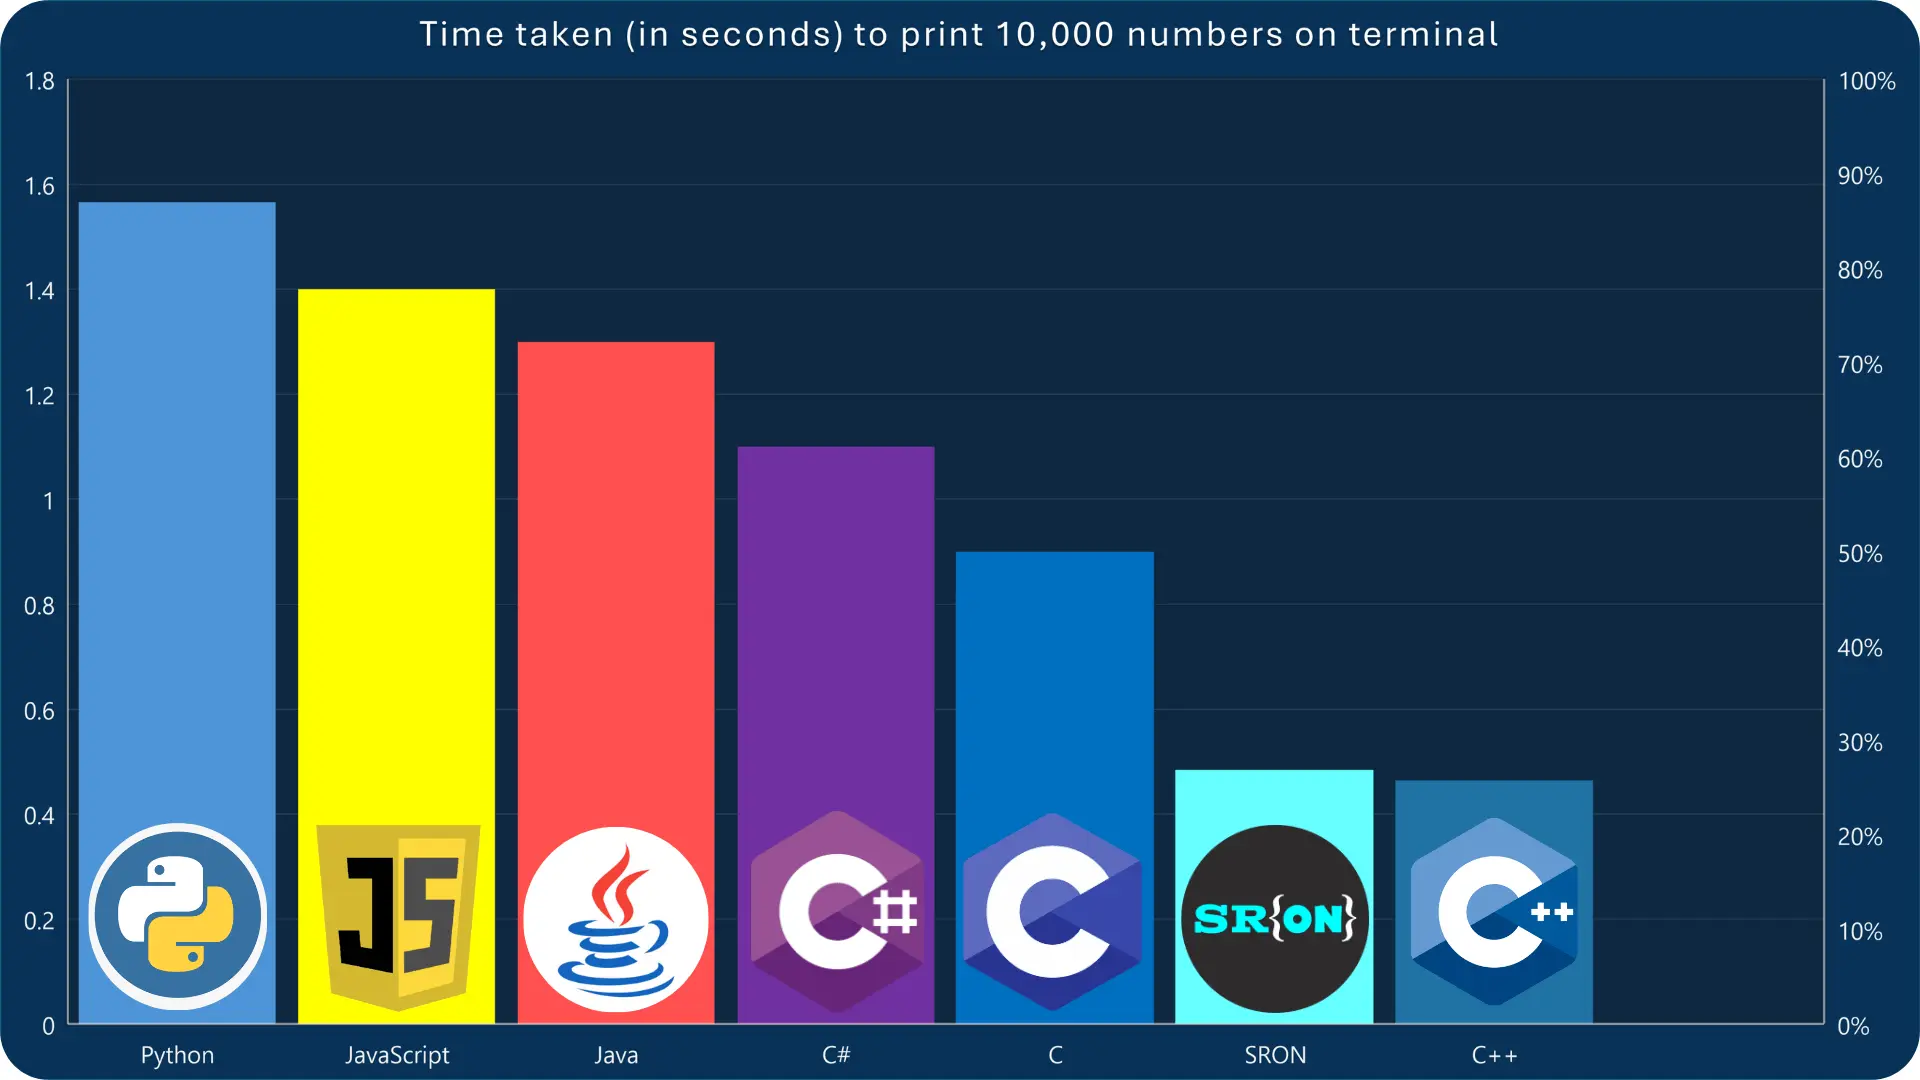 Time taken (in seconds) to print 10,000 numbers on terminal
1.8
1.6
1.4
1.2
1
0.8
0.6
0.4
0.2
0
100%
90%
80%
70%
60%
50%
40%
30%
20%
10%
0%
JS
C#
C
SR{ON}
C++
Python
JavaScript
Java
C#
C
SRON
C++